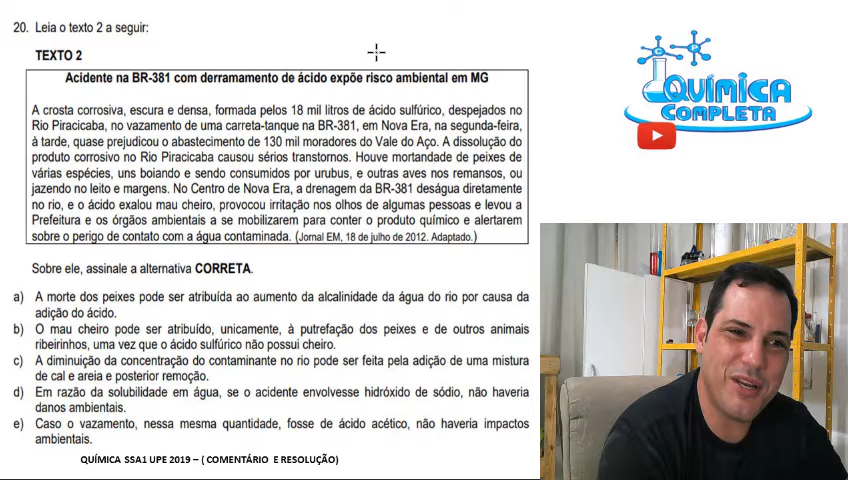 20. Leia o texto 2 a seguir:
TEXTO 2
Acidente na BR-381 com derramamento de ácido expõe risco ambiental em MG
A crosta corrosiva, escura e densa, formada pelos 18 mil litros de ácido sulfúrico, despejados no
Rio Piracicaba, no vazamento de uma carreta-tanque na BR-381, em Nova Era, na segunda-feira,
à tarde, quase prejudicou o abastecimento de 130 mil moradores do Vale do Aço. A dissolução do
produto corrosivo no Rio Piracicaba causou sérios transtornos. Houve mortandade de peixes de
várias espécies, uns boiando e sendo consumidos por urubus, e outras aves nos remansos, ou
jazendo no leito e margens. No Centro de Nova Era, a drenagem da BR-381 deságua diretamente
no rio, e o ácido exalou mau cheiro, provocou irritação nos olhos de algumas pessoas e levou a
Prefeitura e os órgãos ambientais a se mobilizarem para conter o produto químico e alertarem
sobre o perigo de contato com a água contaminada. (Jornal EM, 18 de julho de 2012. Adaptado.)
Sobre ele, assinale a alternativa CORRETA.
a) A morte dos peixes pode ser atribuída ao aumento da alcalinidade da água do rio por causa da
adição do ácido.
b) O mau cheiro pode ser atribuído, unicamente, à putrefação dos peixes e de outros animais
ribeirinhos, uma vez que o ácido sulfúrico não possui cheiro.
c) A diminuição da concentração do contaminante no rio pode ser feita pela adição de uma mistura
de cal e areia e posterior remoção.
d) Em razão da solubilidade em água, se o acidente envolvesse hidróxido de sódio, não haveria
danos ambientais.
e) Caso o vazamento, nessa mesma quantidade, fosse de ácido acético, não haveria impactos
ambientais.
QUÍMICA SSA1 UPE 2019 – ( COMENTÁRIO E RESOLUÇÃO)
C P
QUÍMICA
COMPLETA